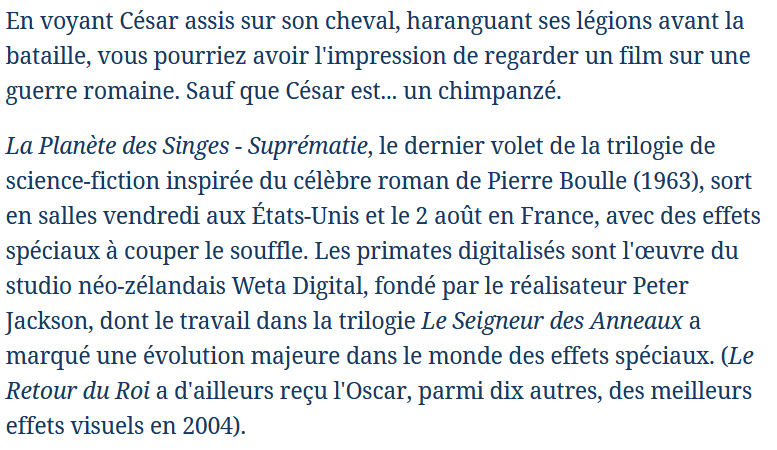 En voyant César assis sur son cheval, haranguant ses légions avant la
bataille, vous pourriez avoir l'impression de regarder un film sur une
guerre romaine. Sauf que César est... un chimpanzé.
La Planète des Singes - Suprématie, le dernier volet de la trilogie de
science-fiction inspirée du célèbre roman de Pierre Boulle (1963), sort
en salles vendredi aux États-Unis et le 2 août en France, avec des effets
spéciaux à couper le souffle. Les primates digitalisés sont l'œuvre du
studio néo-zélandais Weta Digital, fondé par le réalisateur Peter
Jackson, dont le travail dans la trilogie Le Seigneur des Anneaux a
marqué une évolution majeure dans le monde des effets spéciaux. (Le
Retour du Roi a d'ailleurs reçu l'Oscar, parmi dix autres, des meilleurs
effets visuels en 2004).